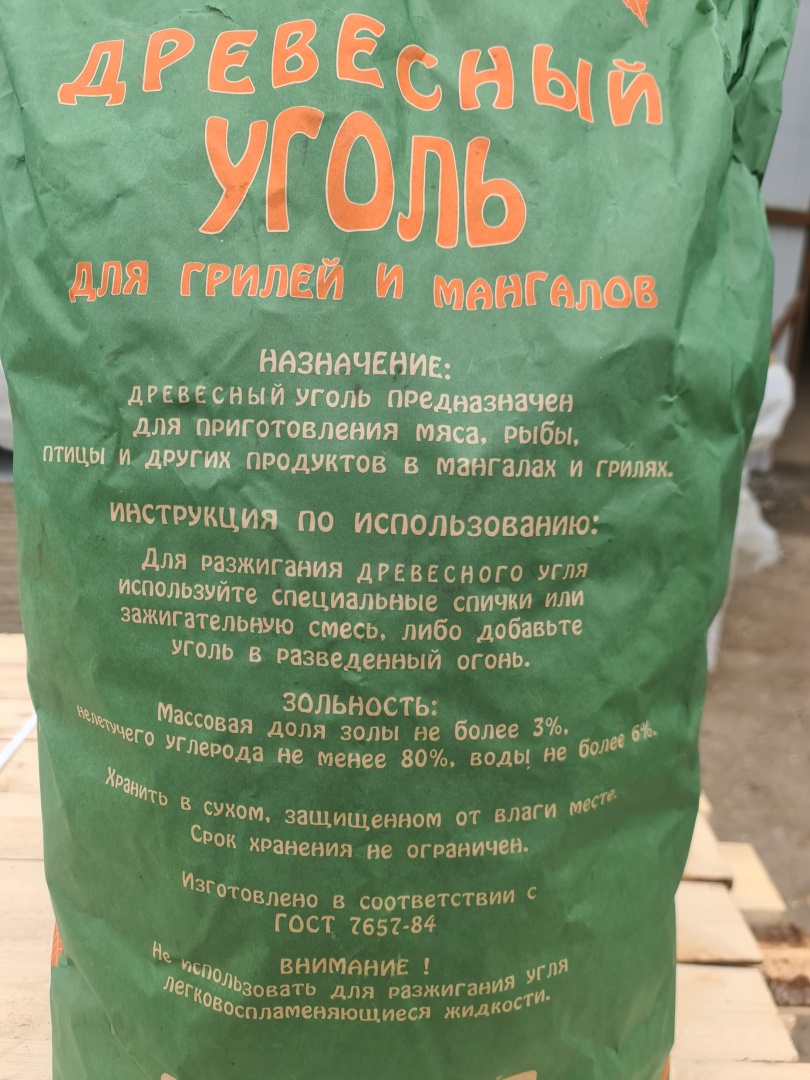 ДРЕВЕСНЫЙ
УГОЛЬ
ДЛЯ ГРИЛЕЙ И МАНГАЛОВ
НАЗНАЧЕНИЕ:
ДРЕВЕСНЫЙ УГОЛЬ предназначен
для приготовления мяса, рыбы,
птицы и других продуктов в мангалах и грилях.
ИНСТРУКЦИЯ ПО ИСПОЛЬЗОВАНИЮ:
Для разжигания ДРЕВЕСНОГО УГЛЯ
используйте специальные спички или
зажигательную смесь, либо добавьте
уголь в разведенный огонь.
ЗОЛЬНОСТЬ:
Массовая доля золы не более 3%,
нелетучего углерода не менее 80%, воды не более 6%.
Хранить в сухом, защищенном от влаги месте.
Срок хранения не ограничен.
Изготовлено в соответствии с
ГОСТ 7657-84
ВНИМАНИЕ !
Не использовать для разжигания угля
легковоспламеняющиеся жидкости.